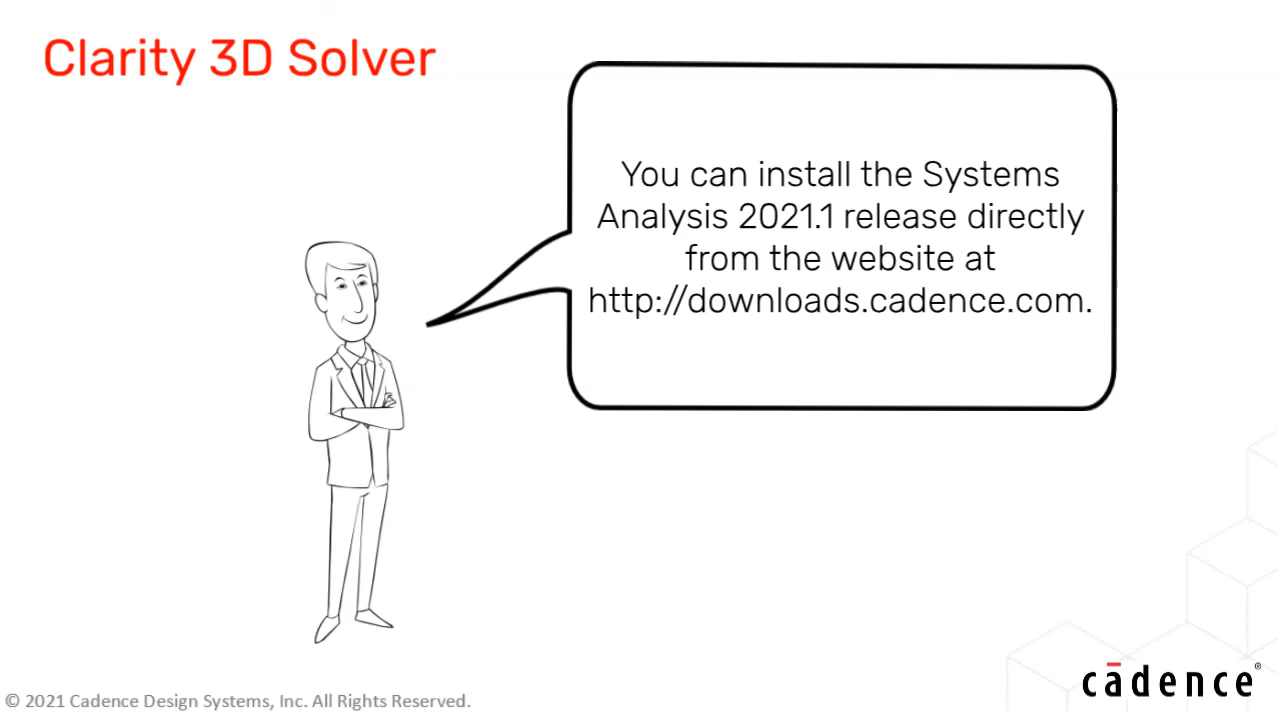 Clarity 3D Solver
You can install the Systems
Analysis 2021.1 release directly
from the website at
http://downloads.cadence.com.
© 2021 Cadence Design Systems, Inc. All Rights Reserved.
cādence®